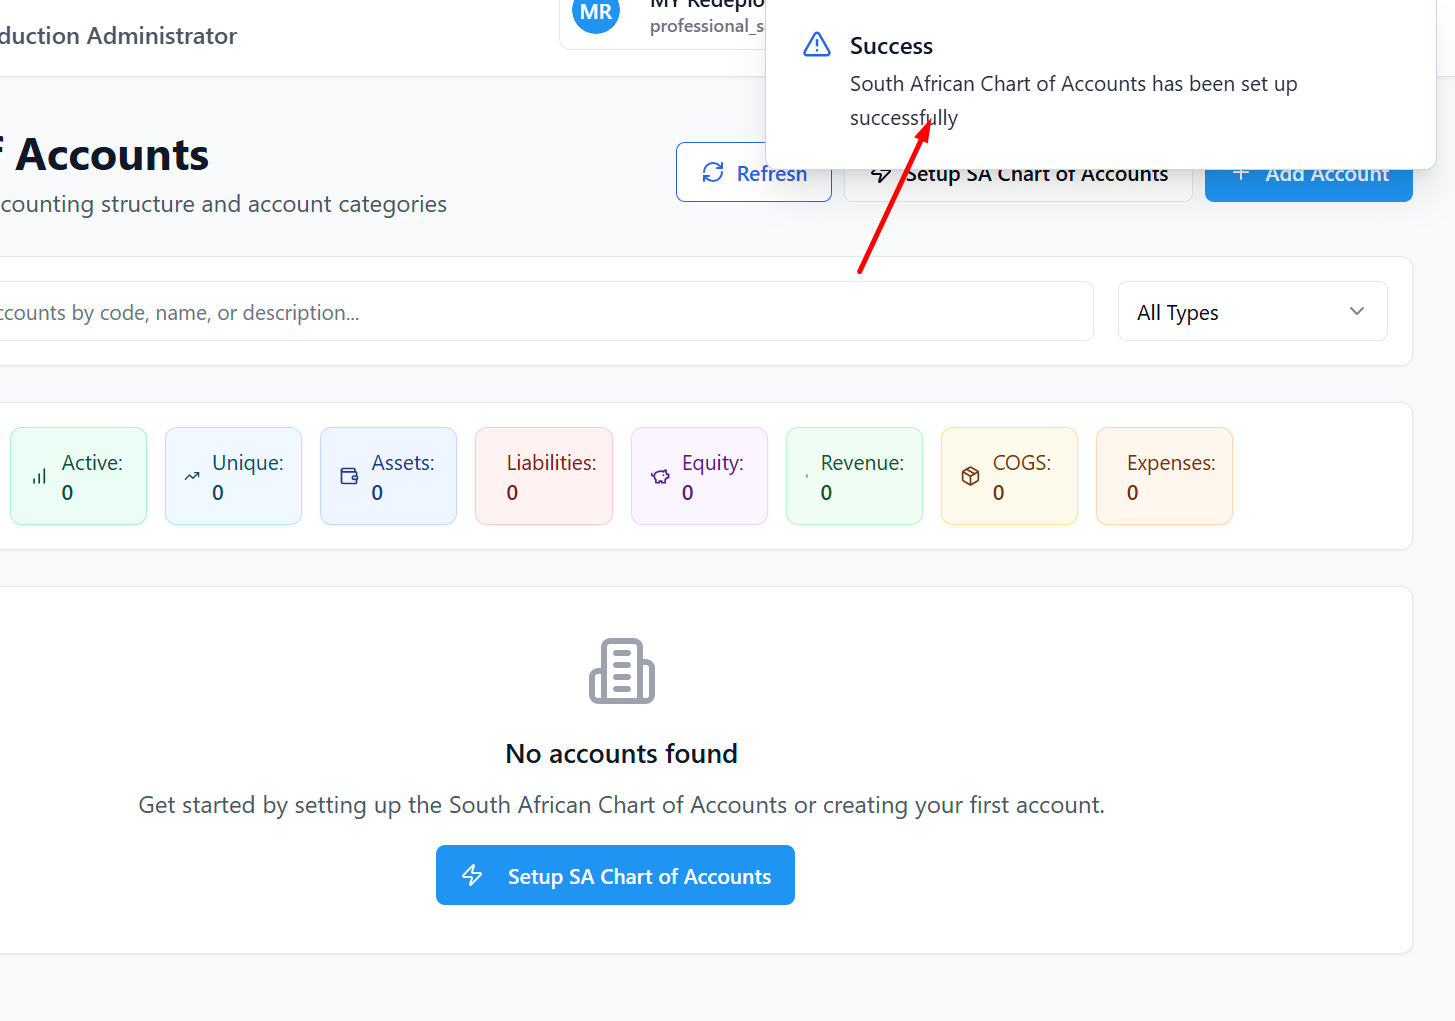 duction Administrator
MR
professional_s
Success
South African Chart of Accounts has been set up
successfully
Accounts
counting structure and account categories
Refresh
Setup SA Chart of Accounts
Add Account
ccounts by code, name, or description...
All Types
Active:
0
Unique:
0
Assets:
0
Liabilities:
0
Equity:
0
Revenue:
0
COGS:
0
Expenses:
0
No accounts found
Get started by setting up the South African Chart of Accounts or creating your first account.
Setup SA Chart of Accounts